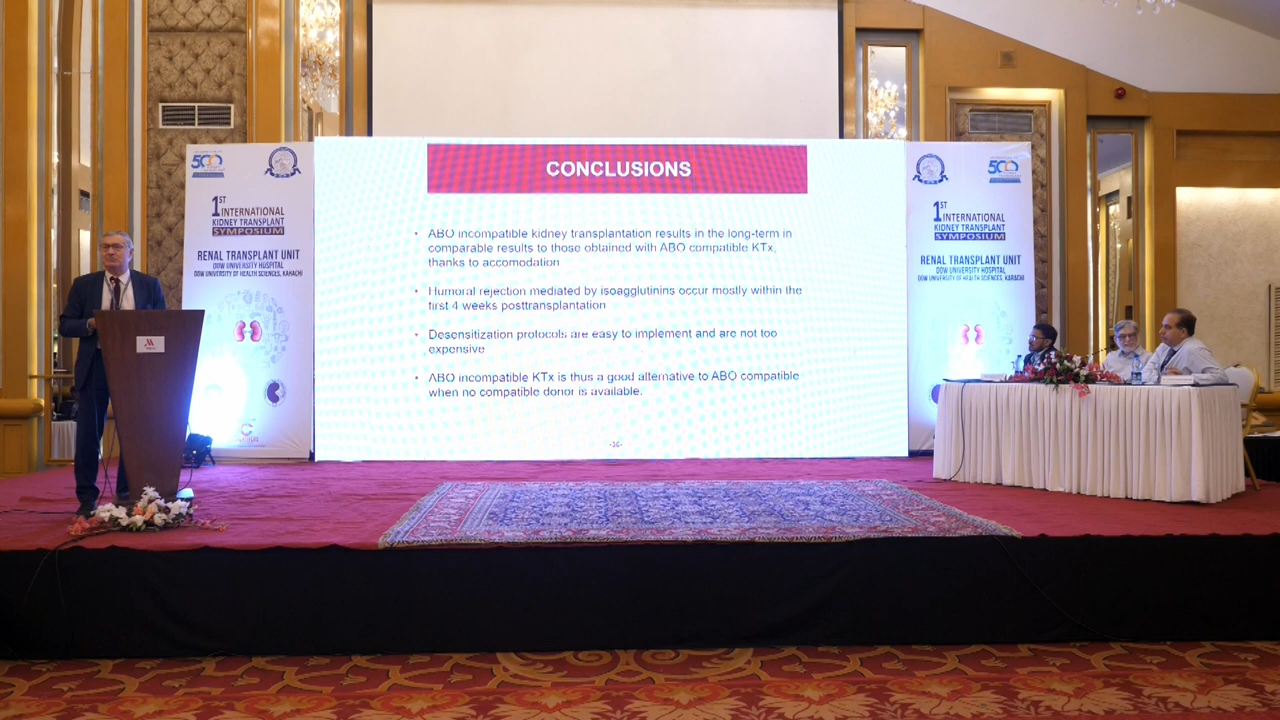 CONCLUSIONS
• ABO incompatible kidney transplantation results in the long-term in
comparable results to those obtained with ABO compatible KTx,
thanks to accomodation
• Humoral rejection mediated by isoagglutinins occur mostly within the
first 4 weeks posttransplantation
• Desensitization protocols are easy to implement and are not too
expensive
• ABO incompatible KTx is thus a good alternative to ABO compatible
when no compatible donor is available.
-16-
500
1ST
INTERNATIONAL
KIDNEY TRANSPLANT
SYMPOSIUM
RENAL TRANSPLANT UNIT
DOW UNIVERSITY HOSPITAL
DOW UNIVERSITY OF HEALTH SCIENCES, KARACHI
500
1ST
INTERNATIONAL
KIDNEY TRANSPLANT
SYMPOSIUM
RENAL TRANSPLANT UNIT
DOW UNIVERSITY HOSPITAL
DOW UNIVERSITY OF HEALTH SCIENCES, KARACHI